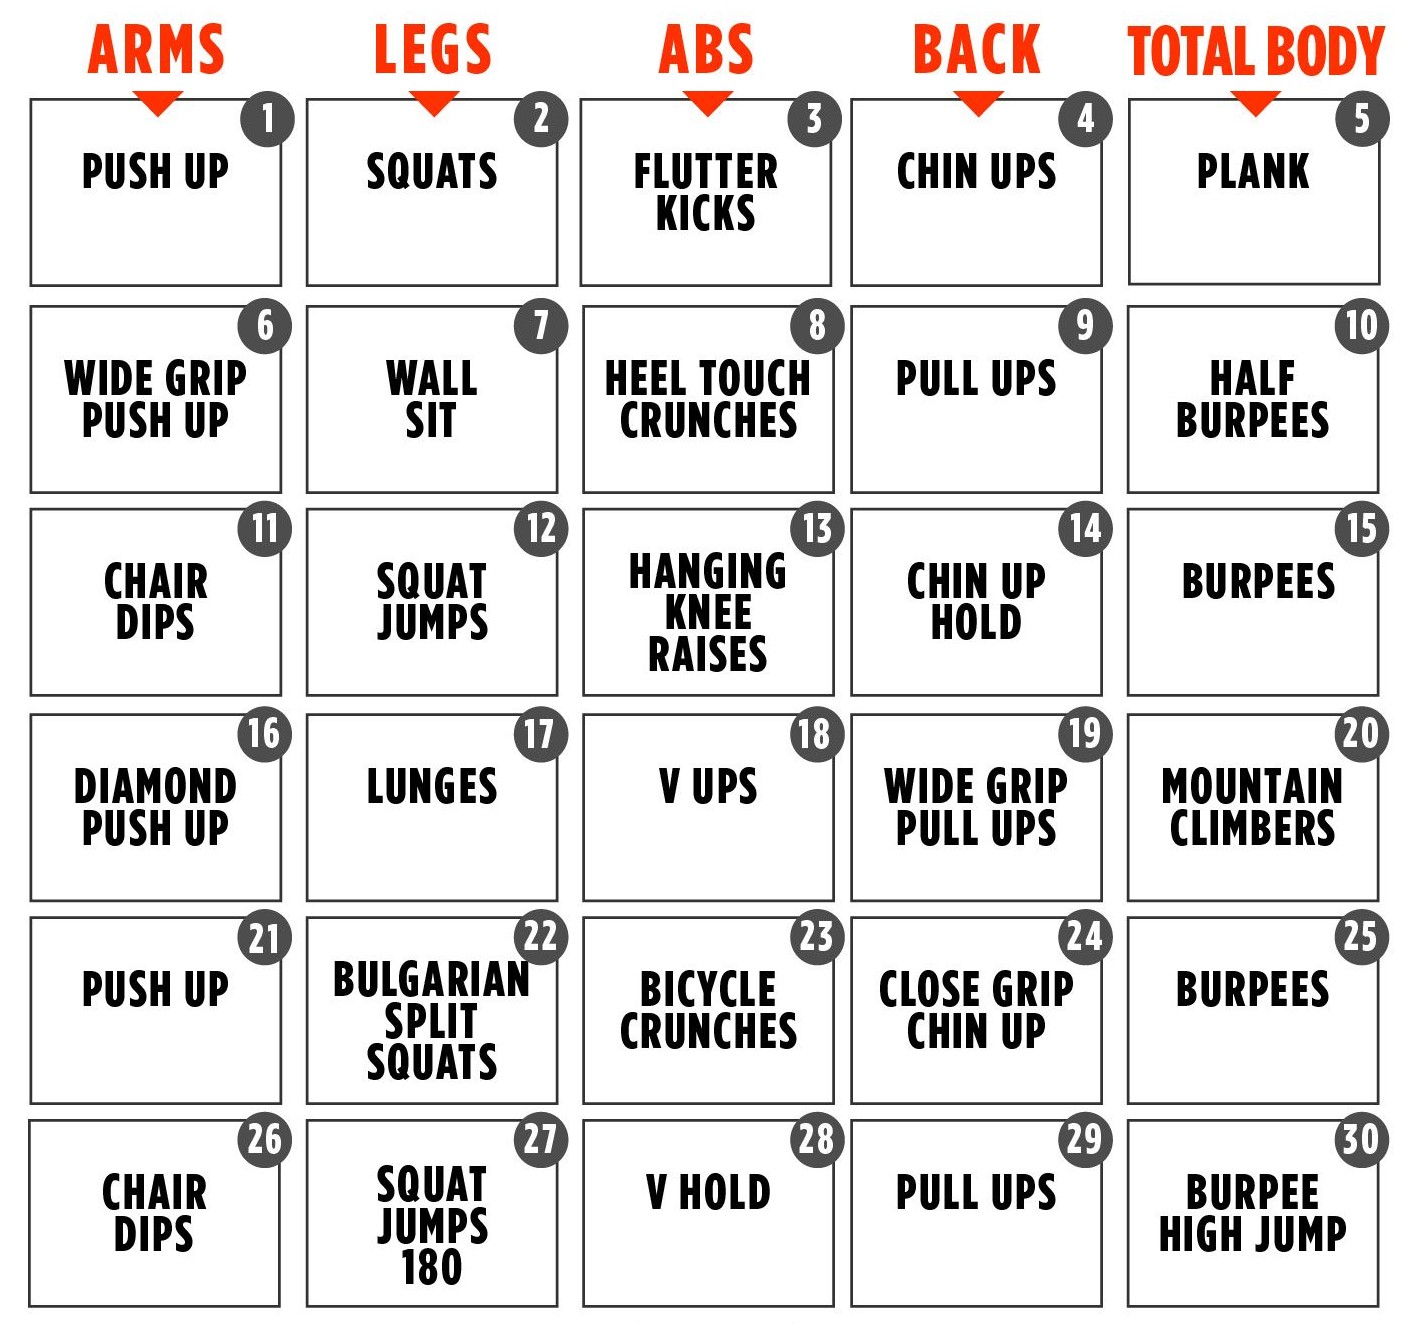 ARMS
LEGS
ABS
BACK
TOTAL BODY
1
PUSH UP
2
SQUATS
3
FLUTTER
KICKS
4
CHIN UPS
5
PLANK
6
WIDE GRIP
PUSH UP
7
WALL
SIT
8
HEEL TOUCH
CRUNCHES
9
PULL UPS
10
HALF
BURPEES
11
CHAIR
DIPS
12
SQUAT
JUMPS
13
HANGING
KNEE
RAISES
14
CHIN UP
HOLD
15
BURPEES
16
DIAMOND
PUSH UP
17
LUNGES
18
V UPS
19
WIDE GRIP
PULL UPS
20
MOUNTAIN
CLIMBERS
21
PUSH UP
22
BULGARIAN
SPLIT
SQUATS
23
BICYCLE
CRUNCHES
24
CLOSE GRIP
CHIN UP
25
BURPEES
26
CHAIR
DIPS
27
SQUAT
JUMPS
180
28
V HOLD
29
PULL UPS
30
BURPEE
HIGH JUMP